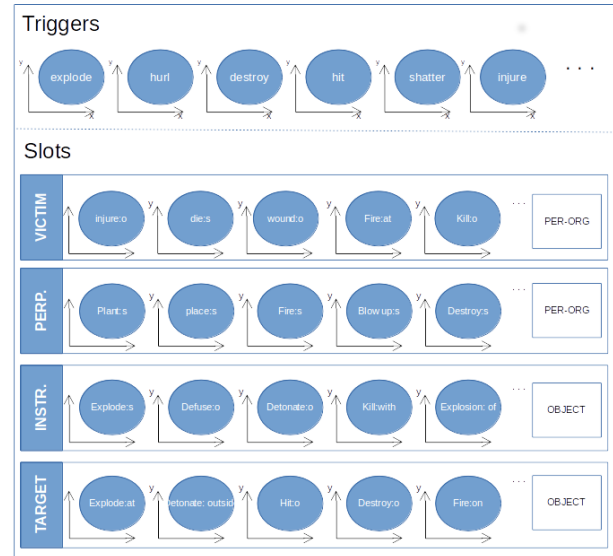 Triggers
y x explode y x hurl y x destroy y x hit y x shatter y x injure . . .
Slots
VICTIM y injure:o y die:s y wound:o y Fire:at y Kill:o . . . PER-ORG
PERP. y Plant:s y place:s y Fire:s y Blow up:s y Destroy:s . . . PER-ORG
INSTR. y Explode:s y Defuse:o y Detonate:o y Kill:with y Explosion: of . . . OBJECT
TARGET y Explode:at y Detonate: outside y Hit:o y Destroy:o y Fire:on . . . OBJECT